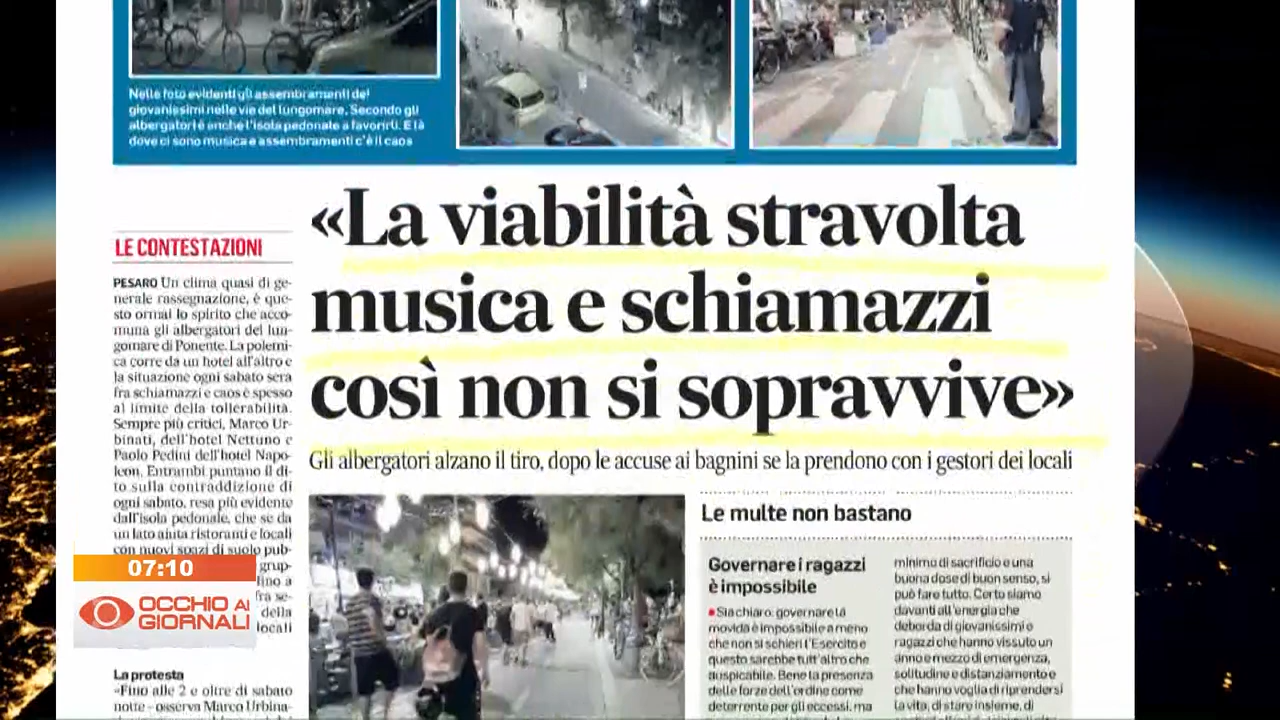 Nelle foto evidenti gli assembramenti dei
giovanissimi nelle vie del lungomare. Secondo gli
albergatori è anche l'isola pedonale a favorirli. E là
dove ci sono musica e assembramenti c'è il caos
«La viabilità stravolta
musica e schiamazzi
così non si sopravvive»
Gli albergatori alzano il tiro, dopo le accuse ai bagnini se la prendono con i gestori dei locali
LE CONTESTAZIONI
PESARO Un clima quasi di ge-
nerale rassegnazione, è que-
sto ormai lo spirito che acco-
muna gli albergatori del lun-
gomare di Ponente. La polemi-
ca corre da un hotel all'altro e
la situazione ogni sabato sera
fra schiamazzi e caos è spesso
al limite della tollerabilità.
Sempre più critici, Marco Ur-
binati, dell'hotel Nettuno e
Paolo Pedini dell'hotel Napo-
leon. Entrambi puntano il di-
to sulla contraddizione di
ogni sabato, resa più evidente
dall'isola pedonale, che se da
un lato aiuta ristoranti e locali
con nuovi spazi di suolo pub-
grup-
fino a
fra se-
della
locali
La protesta
«Fino alle 2 e oltre di sabato
notte - osserva Marco Urbina-
Le multe non bastano
Governare i ragazzi
è impossibile
Sia chiaro: governare la
movida è impossibile a meno
che non si schieri l'Esercito e
questo sarebbe tutt'altro che
auspicabile. Bene la presenza
delle forze dell'ordine come
deterrente per gli eccessi, ma
minimo di sacrificio e una
buona dose di buon senso, si
può fare tutto. Certo siamo
davanti all'energia che
deborda di giovanissimi e
ragazzi che hanno vissuto un
anno e mezzo di emergenza,
solitudine e distanziamento e
che hanno voglia di riprendersi
la vita, di stare insieme, di
07:10
OCCHIO AI
GIORNALI